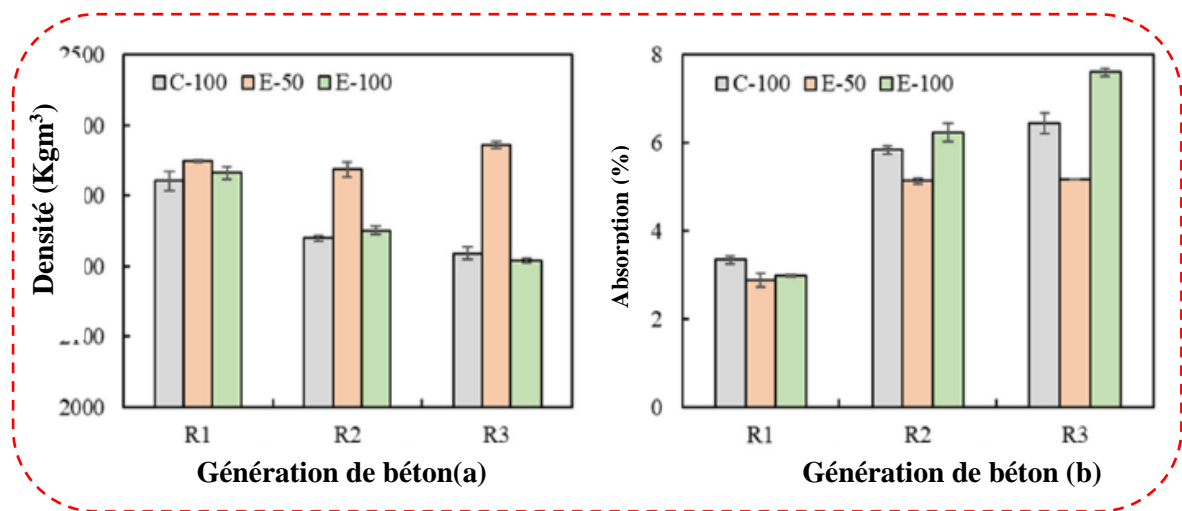 2500
C-100 E-50 E-100
2000
R1 R2 R3
Densité (Kgm³)
Génération de béton(a)
8
C-100 E-50 E-100
6
4
2
0
R1 R2 R3
Absorption (%)
Génération de béton (b)